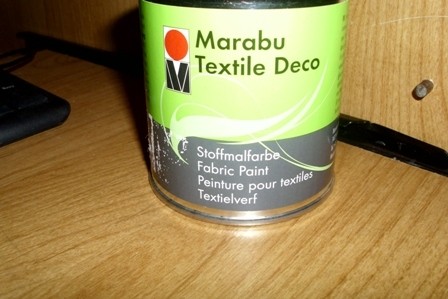 Marabu
Textile Deco
Stoffmalfarbe
Fabric Paint
Peinture pour textiles
Textielverf